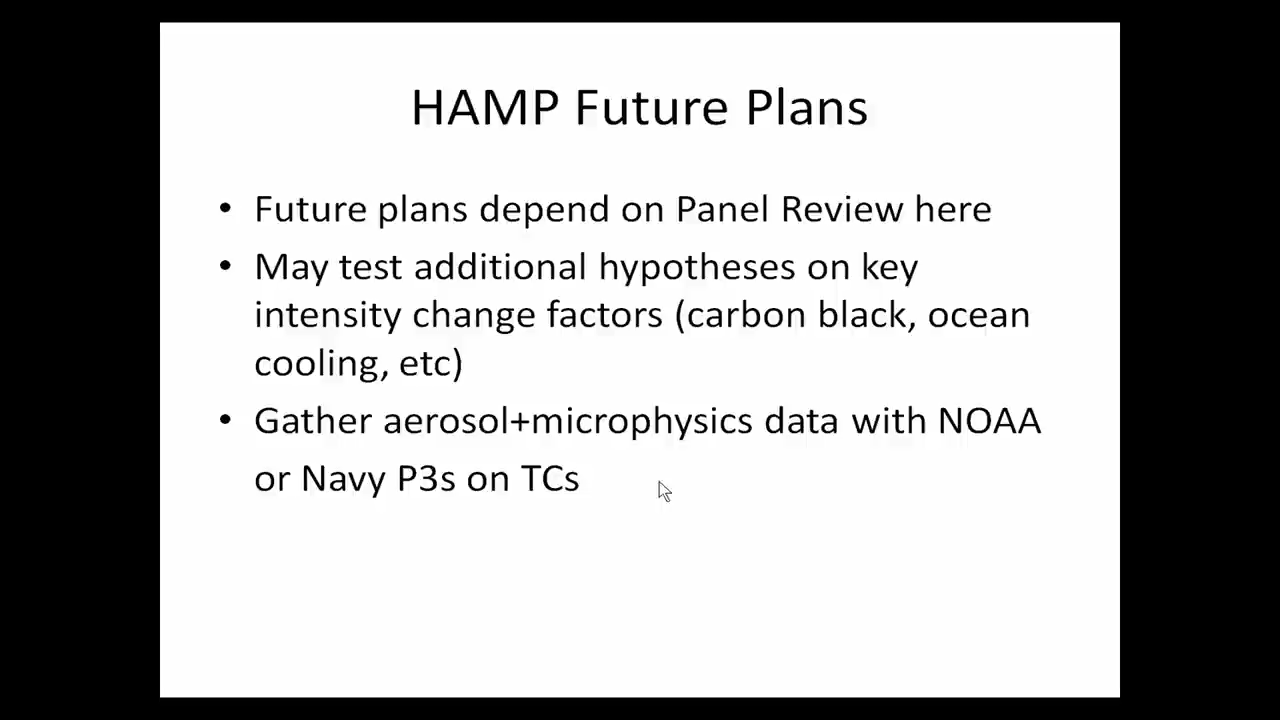 HAMP Future Plans
• Future plans depend on Panel Review here
• May test additional hypotheses on key
intensity change factors (carbon black, ocean
cooling, etc)
• Gather aerosol+microphysics data with NOAA
or Navy P3s on TCs